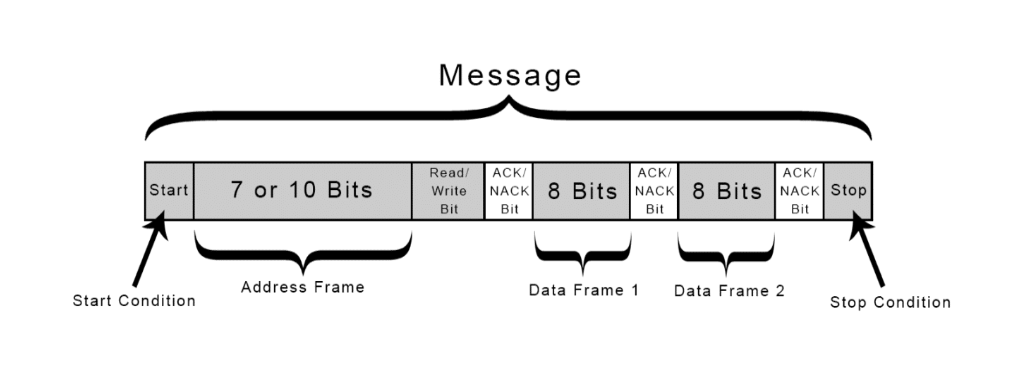 Message
Start
7 or 10 Bits
Read/
Write
Bit
ACK/
NACK
Bit
8 Bits
ACK/
NACK
Bit
8 Bits
ACK/
NACK
Bit
Stop
Start Condition
Address Frame
Data Frame 1
Data Frame 2
Stop Condition